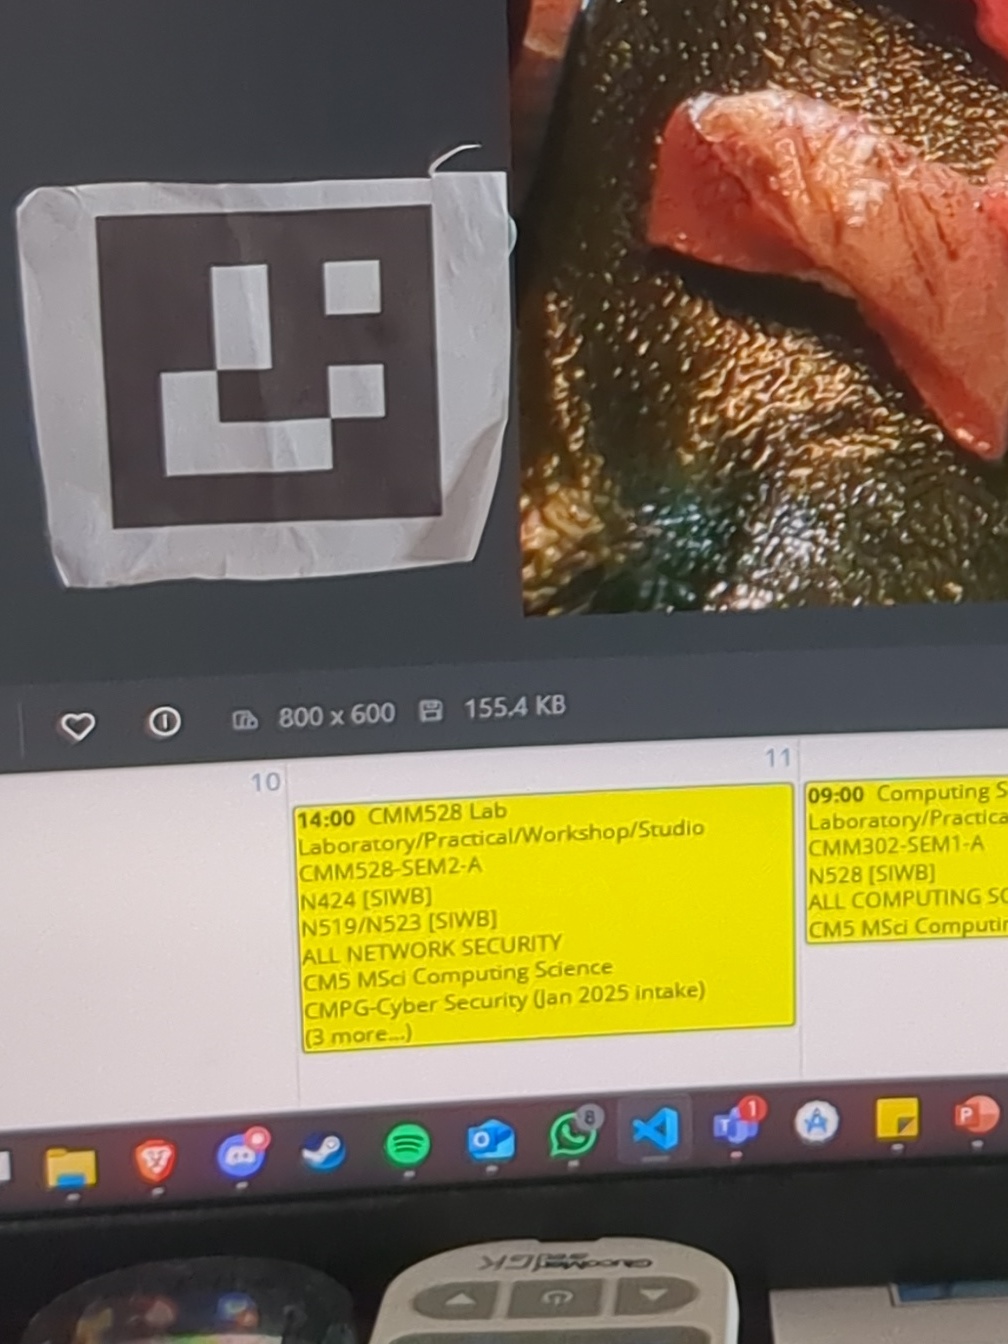 800 x 600 155.4 KB
10
11
14:00 CMM528 Lab
Laboratory/Practical/Workshop/Studio
CMM528-SEM2-A
N424 [SIWB]
N519/N523 [SIWB]
ALL NETWORK SECURITY
CM5 MSci Computing Science
CMPG-Cyber Security (Jan 2025 intake)
(3 more...)
09:00 Computing S
Laboratory/Practica
CMM302-SEM1-A
N528 [SIWB]
ALL COMPUTING SC
CM5 MSci Computin
8
1
GlucoMen
GK